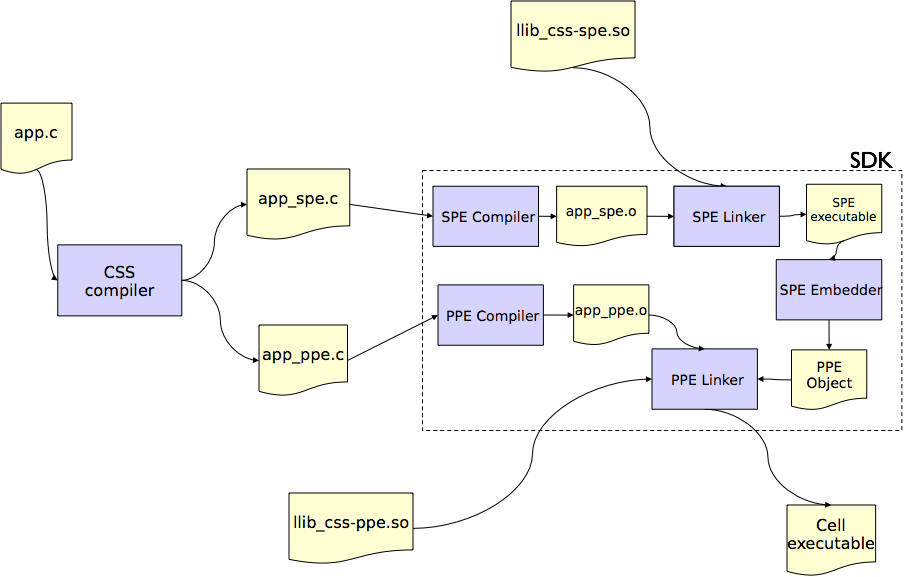 llib_css-spe.so
app.c
SDK
app_spe.c
SPE Compiler
app_spe.o
SPE Linker
SPE
executable
CSS
compiler
SPE Embedder
PPE Compiler
app_ppe.o
app_ppe.c
PPE Linker
PPE
Object
llib_css-ppe.so
Cell
executable